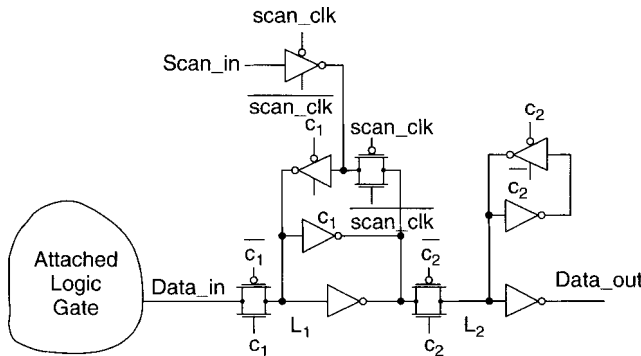 scan_clk
Scan_in
scan_clk
c1
scan_clk
c2
c2
c1
scan_clk
Attached
Logic
Gate
Data_in
c1
c2
Data_out
c1
L1
c2
L2